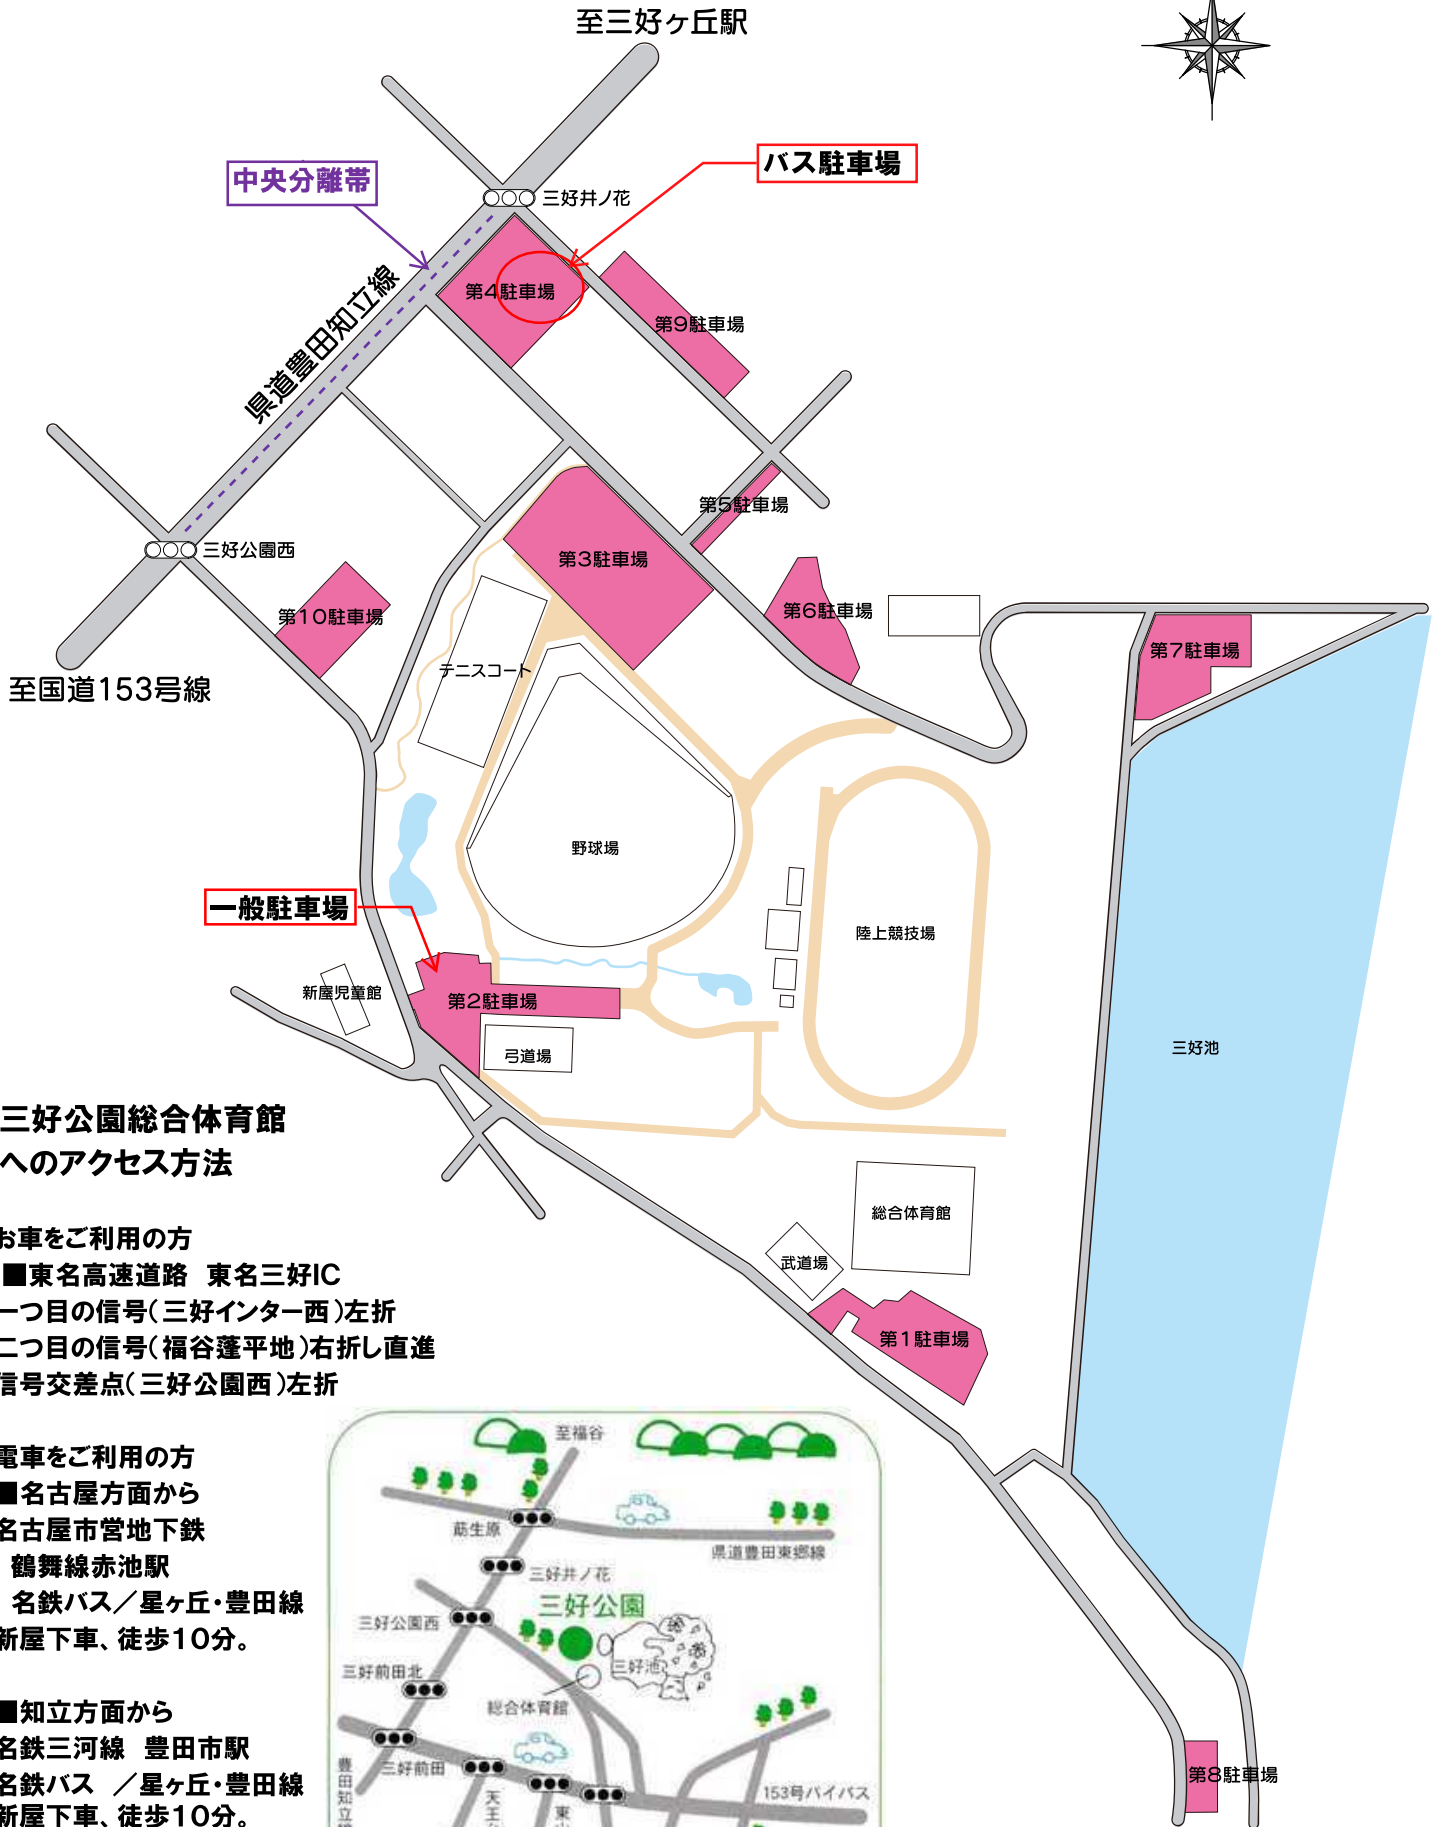 至三好ヶ丘駅
中央分離帯
バス駐車場
三好井ノ花
第4駐車場
第9駐車場
県道豊田知立線
第5駐車場
三好公園西
第3駐車場
第10駐車場
第6駐車場
テニスコート
第7駐車場
至国道153号線
野球場
一般駐車場
陸上競技場
新屋児童館
第2駐車場
弓道場
三好池
三好公園総合体育館
へのアクセス方法
総合体育館
武道場
第1駐車場
お車をご利用の方
■東名高速道路 東名三好IC
一つ目の信号(三好インター西)左折
二つ目の信号(福谷蓬平地)右折し直進
信号交差点(三好公園西)左折
電車をご利用の方
■名古屋方面から
名古屋市営地下鉄
鶴舞線赤池駅
名鉄バス／星ヶ丘・豊田線
新屋下車、徒歩10分。
■知立方面から
名鉄三河線 豊田市駅
名鉄バス ／星ヶ丘・豊田線
新屋下車、徒歩10分。
至福谷
莇生原
県道豊田東郷線
三好井ノ花
三好公園
三好公園西
三好池
三好前田北
総合体育館
三好前田
153号バイパス
豊田知立
天王
東山
第8駐車場